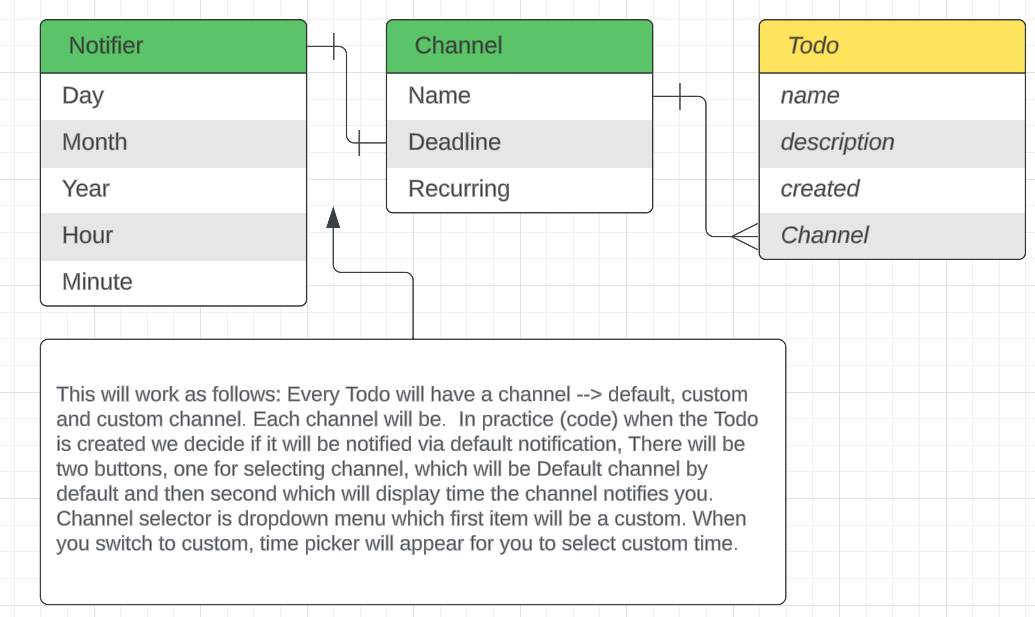 Notifier
Day
Month
Year
Hour
Minute
Channel
Name
Deadline
Recurring
Todo
name
description
created
Channel
This will work as follows: Every Todo will have a channel --> default, custom
and custom channel. Each channel will be.  In practice (code) when the Todo
is created we decide if it will be notified via default notification, There will be
two buttons, one for selecting channel, which will be Default channel by
default and then second which will display time the channel notifies you.
Channel selector is dropdown menu which first item will be a custom. When
you switch to custom, time picker will appear for you to select custom time.